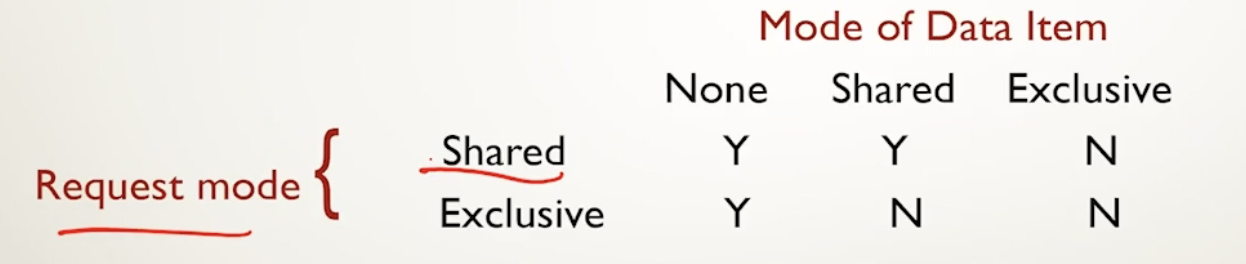 Mode of Data Item
None Shared Exclusive
Shared Y Y N
Request mode {
Exclusive Y N N